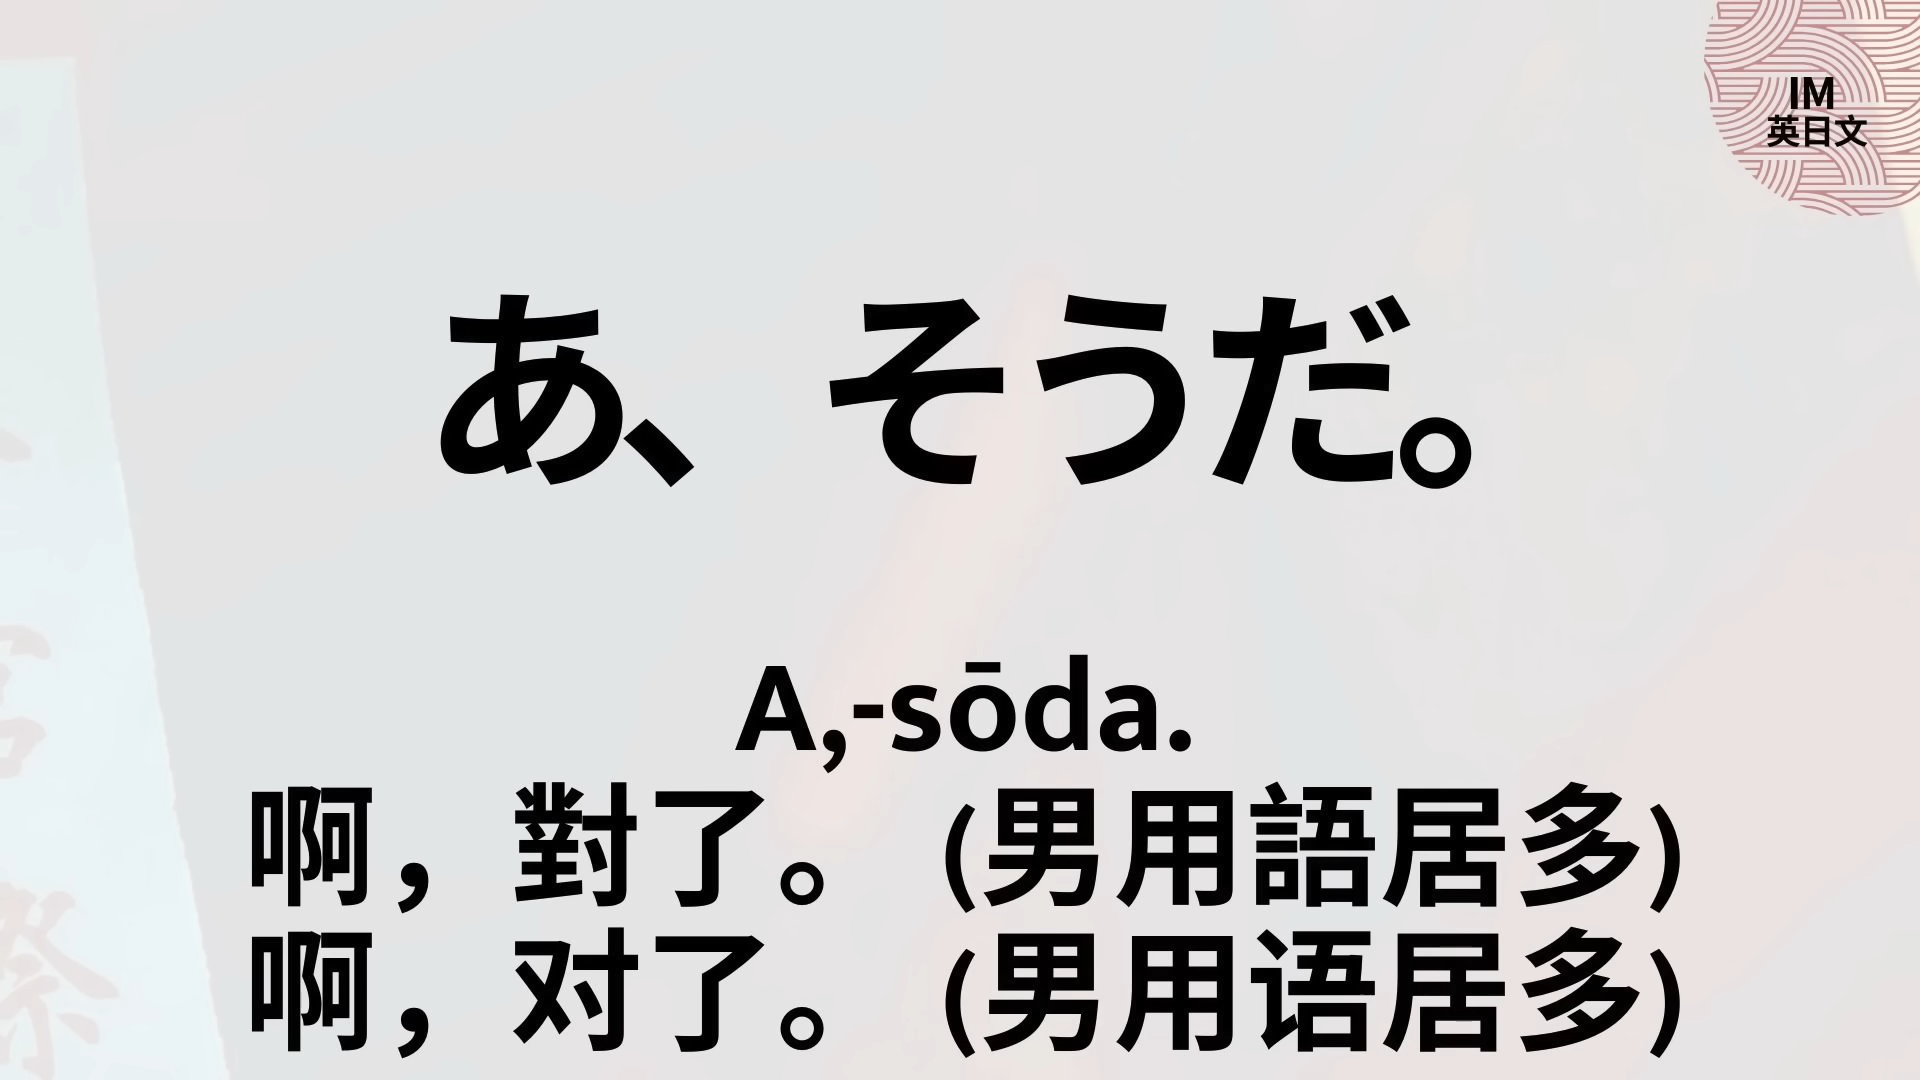 IM
英日文
あ、そうだ。
A,-sōda.
啊，對了。(男用語居多)
啊，对了。(男用语居多)